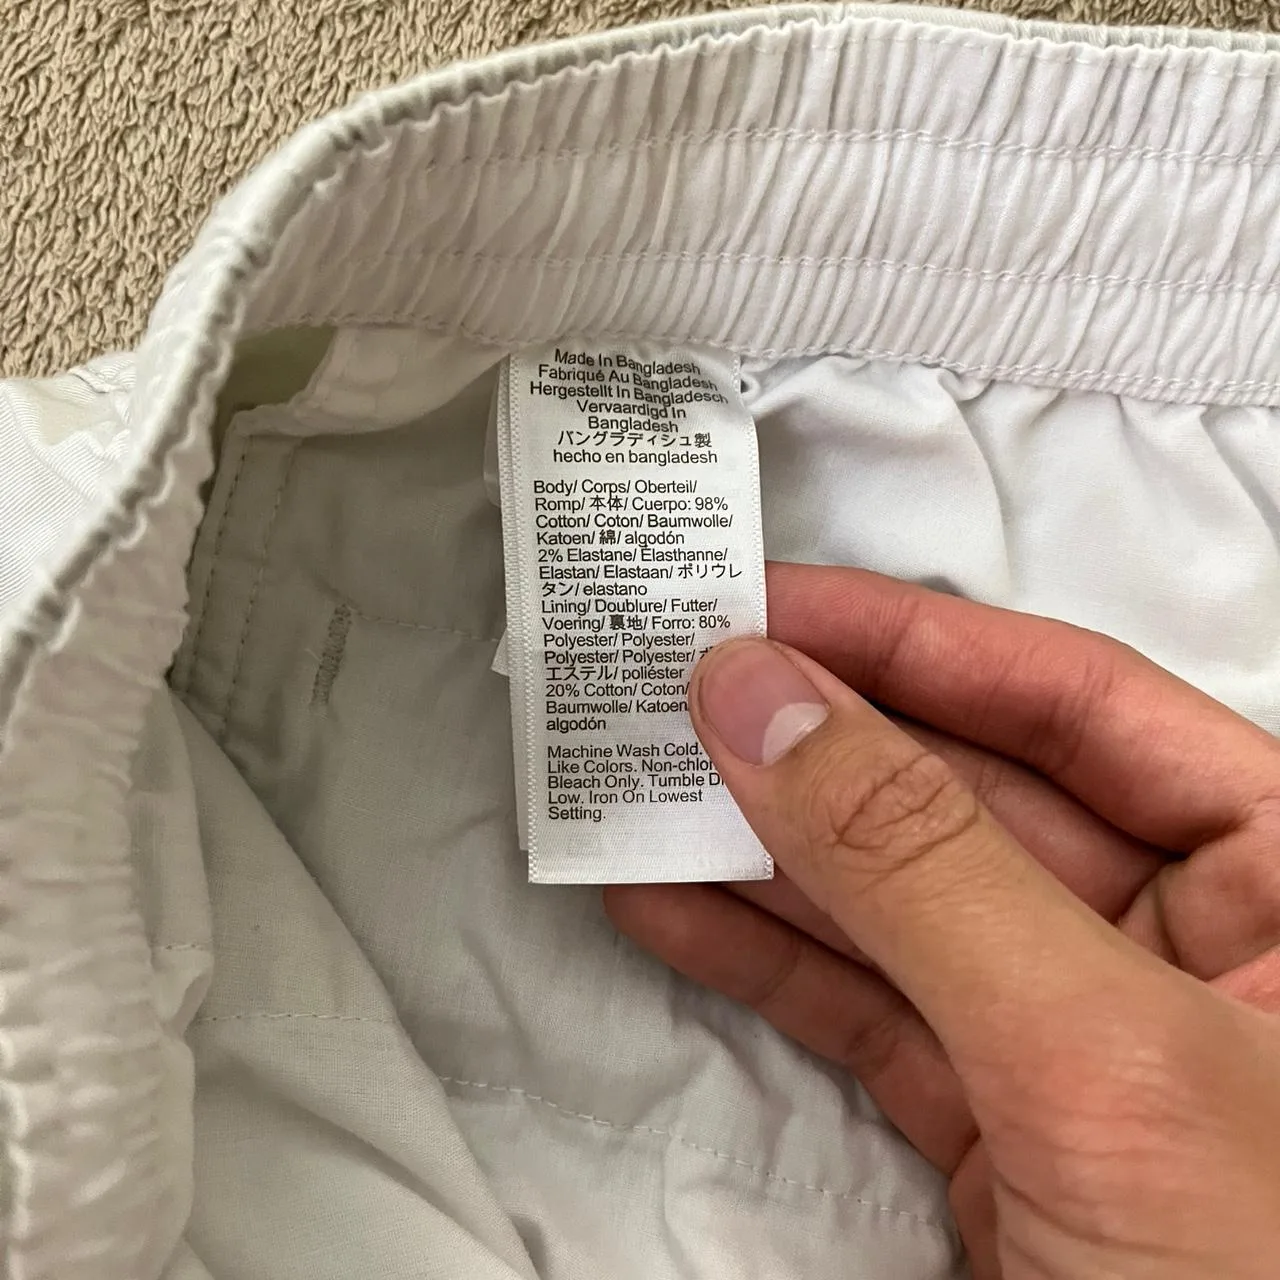 Made In Bangladesh
Fabriqué Au Bangladesh
Hergestellt In Bangladesch
Vervaardigd In
Bangladesh
バングラディシュ製
hecho en bangladesh
Body/ Corps/ Oberteil/
Romp/ 本体/ Cuerpo: 98%
Cotton/ Coton/ Baumwolle/
Katoen/ 綿/ algodón
2% Elastane/ Élasthanne/
Elastan/ Elastaan/ ポリウレ
タン/ elastano
Lining/ Doublure/ Futter/
Voering/ 裏地/ Forro: 80%
Polyester/ Polyester/
Polyester/ Polyester/
エステル/ poliéster
20% Cotton/ Coton/
Baumwolle/ Katoen
algodón
Machine Wash Cold.
Like Colors. Non-chlor
Bleach Only. Tumble
Low. Iron On Lowest
Setting.